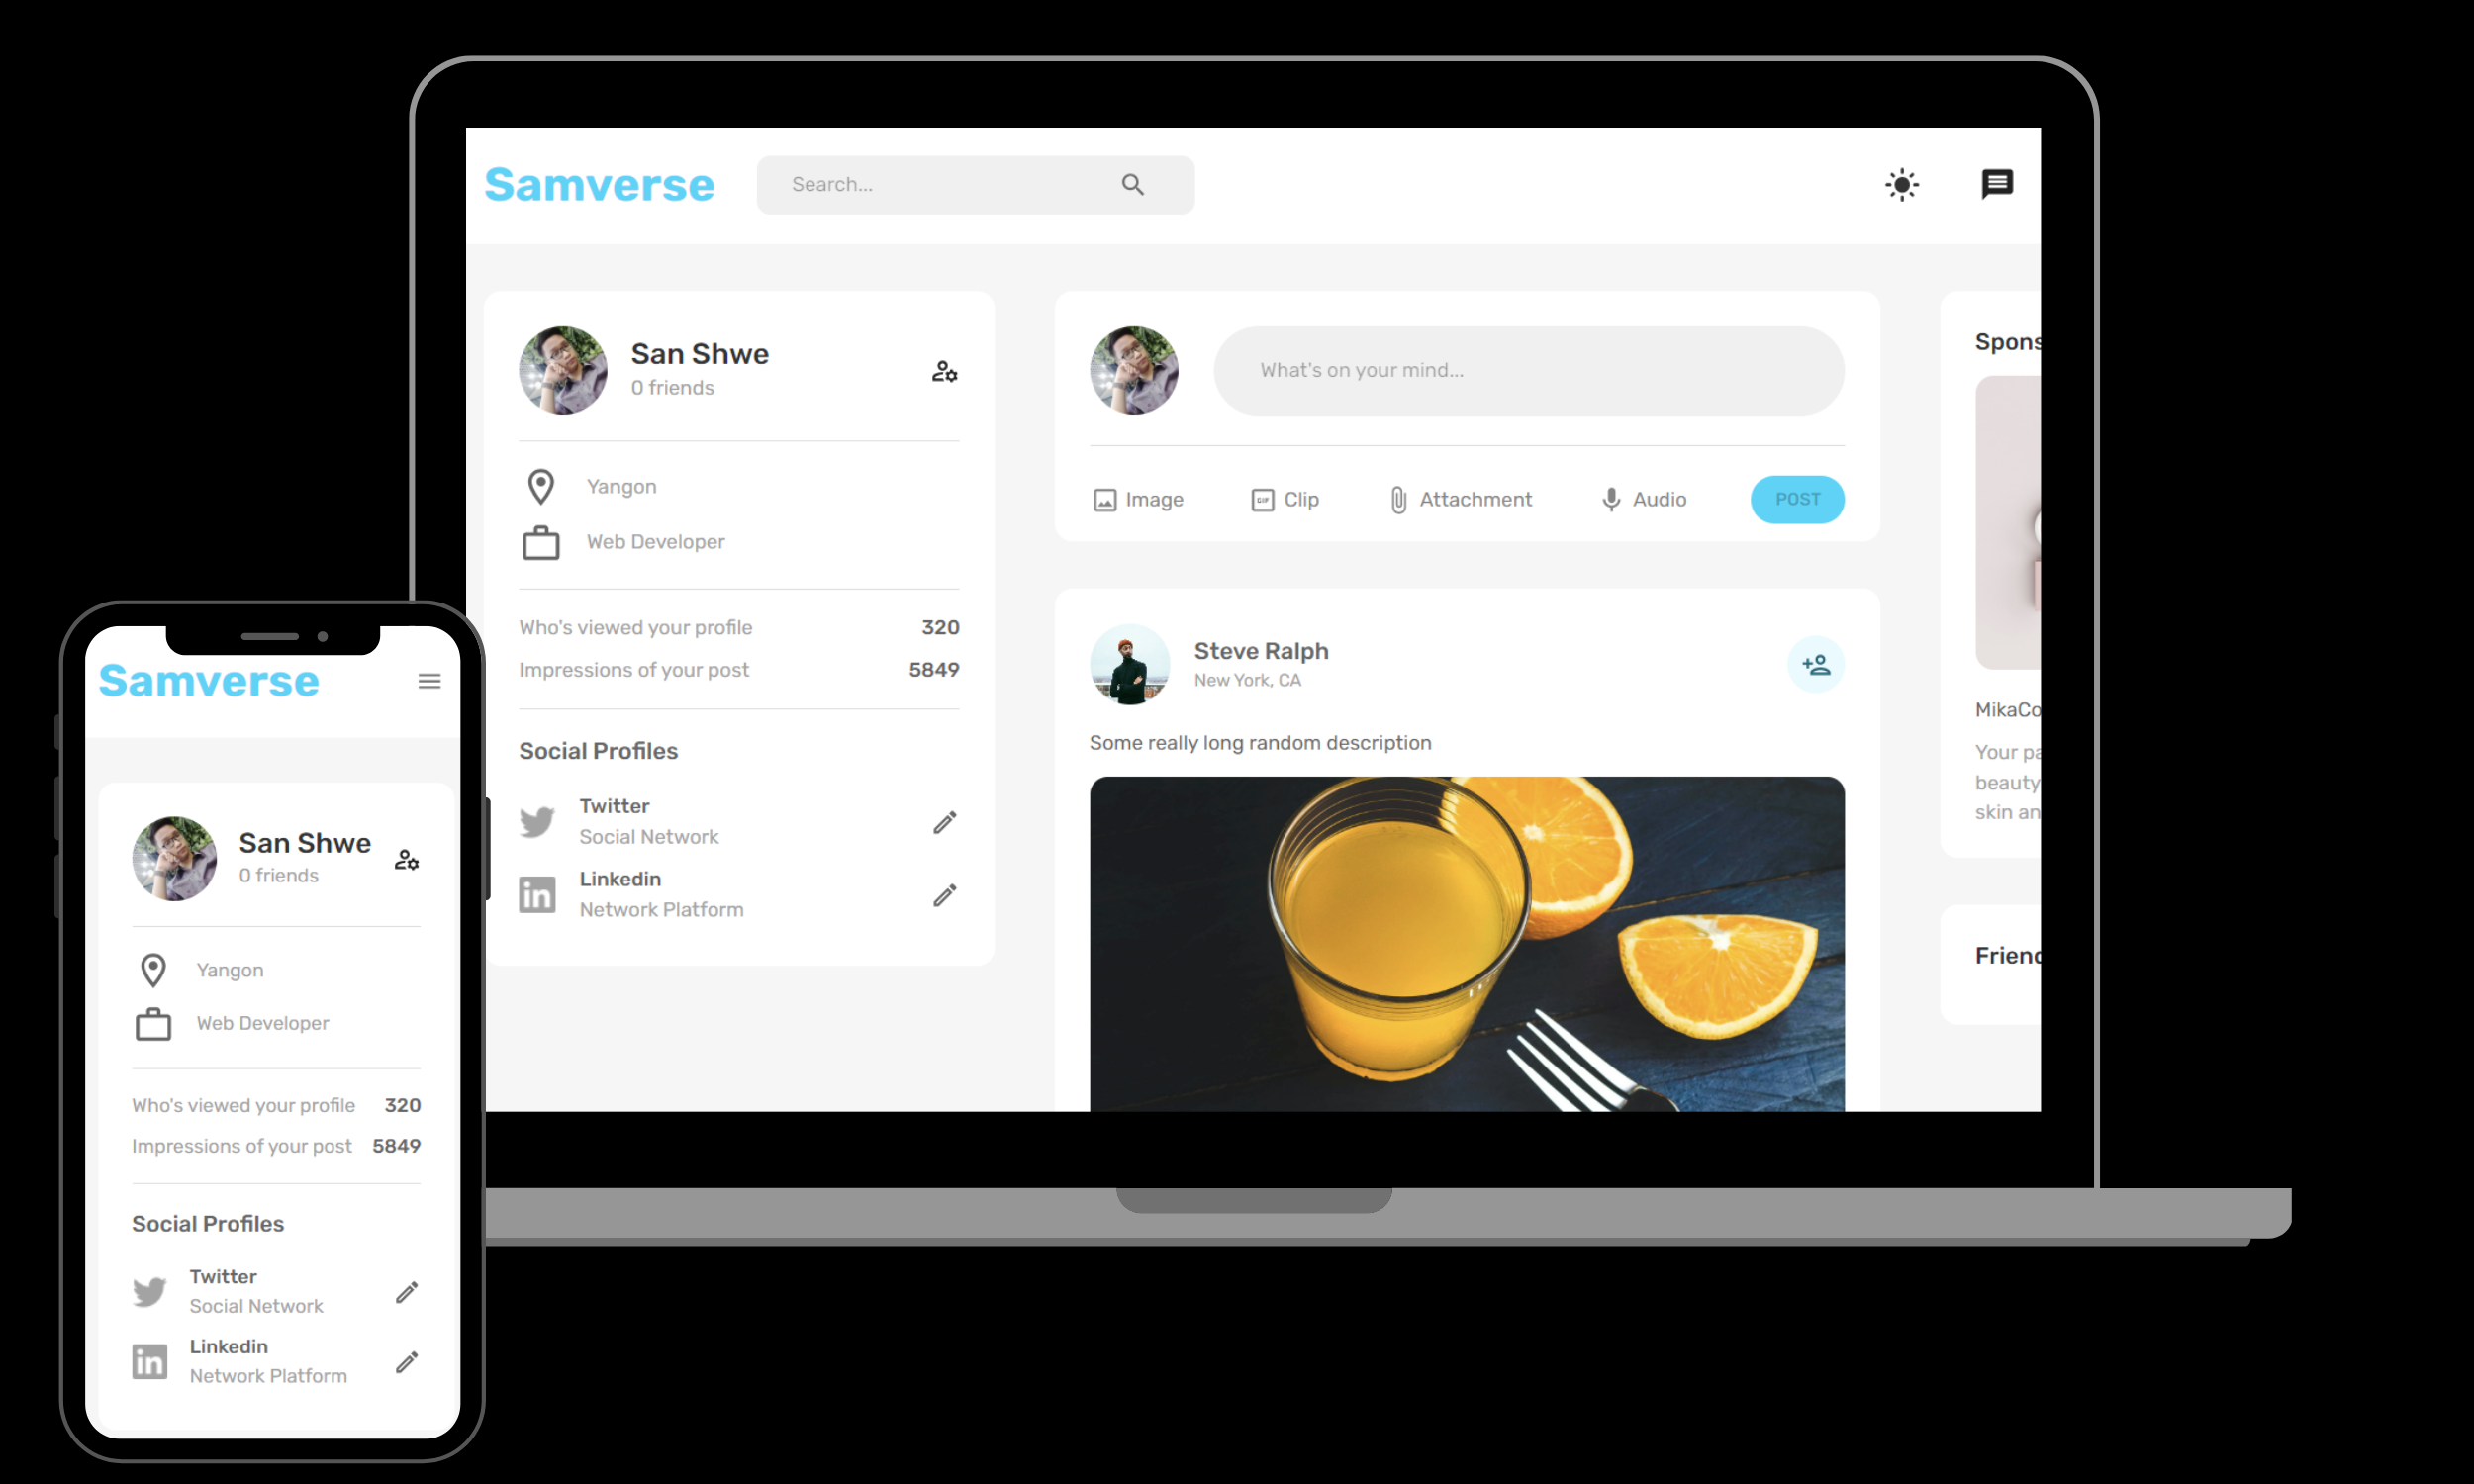 Samverse
Search...
San Shwe
0 friends
Yangon
Web Developer
Who's viewed your profile 320
Impressions of your post 5849
Social Profiles
Twitter
Social Network
Linkedin
Network Platform
What's on your mind...
Image GIF Clip Attachment Audio POST
Steve Ralph
New York, CA
Some really long random description
Samverse
San Shwe
0 friends
Yangon
Web Developer
Who's viewed your profile 320
Impressions of your post 5849
Social Profiles
Twitter
Social Network
in Linkedin
Network Platform
Spons
MikaCo
Your pa
beauty
skin an
Friend